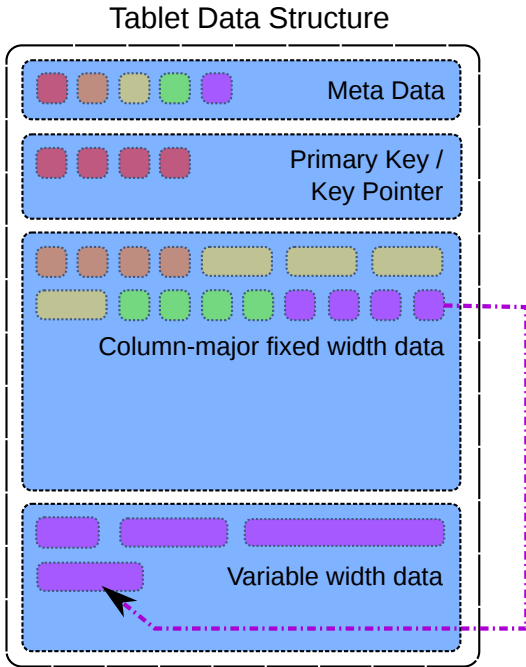 Tablet Data Structure
Meta Data
Primary Key /
Key Pointer
Column-major fixed width data
Variable width data